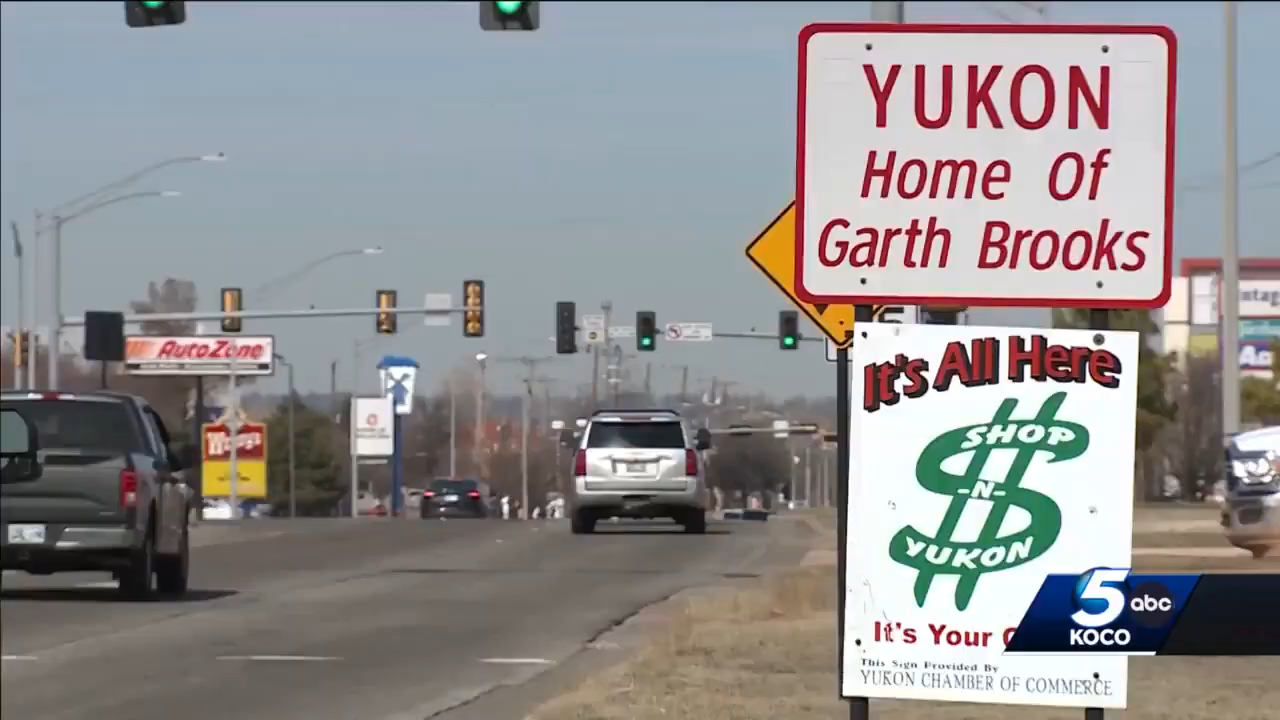 YUKON
Home Of
Garth Brooks
It's All Here
SHOP
-N-
YUKON
It's Your
This Sign Provided By
YUKON CHAMBER OF COMMERCE
AutoZone
Wendy's
5 abc
KOCO